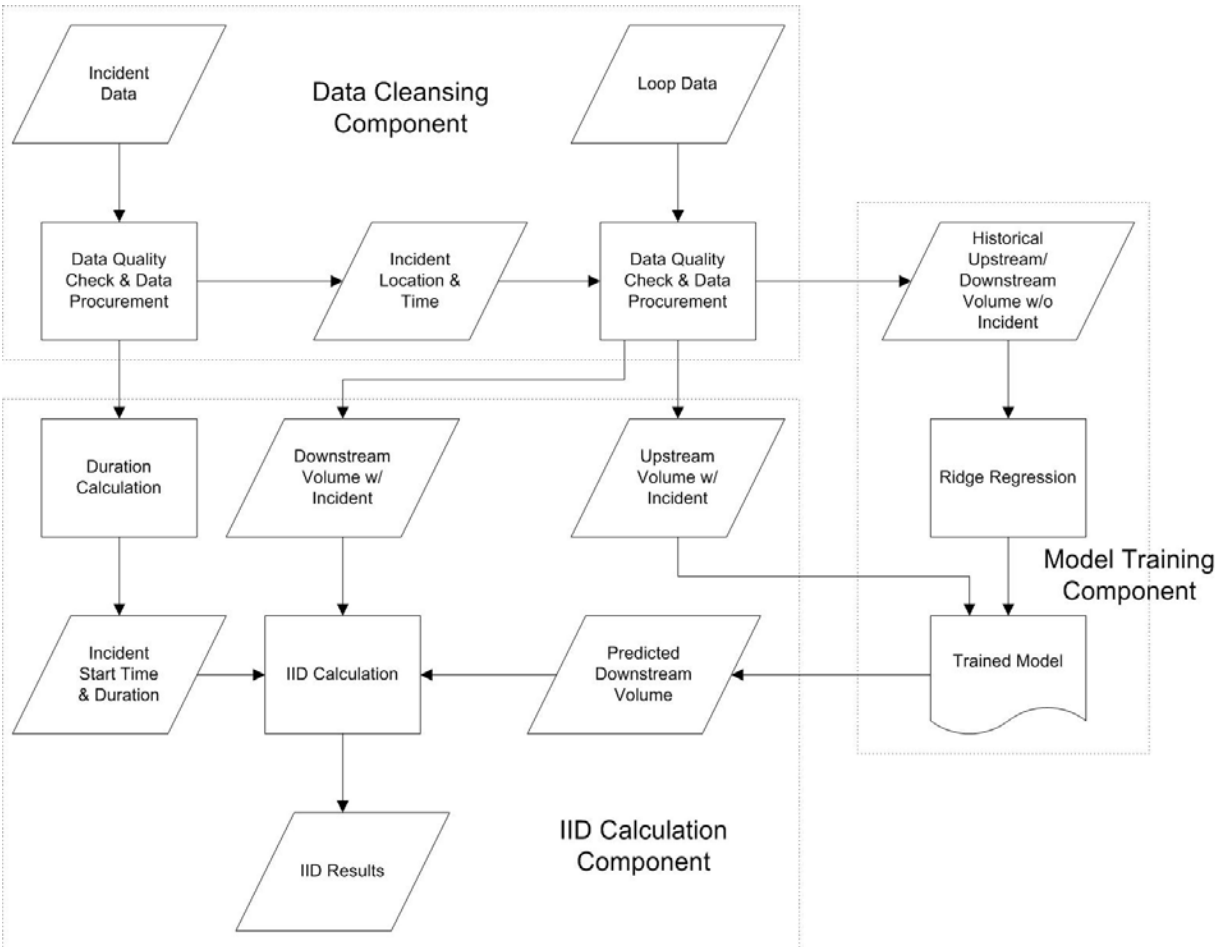 Incident
Data
Data Cleansing
Component
Loop Data
Data Quality
Check & Data
Procurement
Incident
Location &
Time
Data Quality
Check & Data
Procurement
Historical
Upstream/
Downstream
Volume w/o
Incident
Duration
Calculation
Downstream
Volume w/
Incident
Upstream
Volume w/
Incident
Ridge Regression
Model Training
Component
Incident
Start Time
& Duration
IID Calculation
Predicted
Downstream
Volume
Trained Model
IID Calculation
Component
IID Results